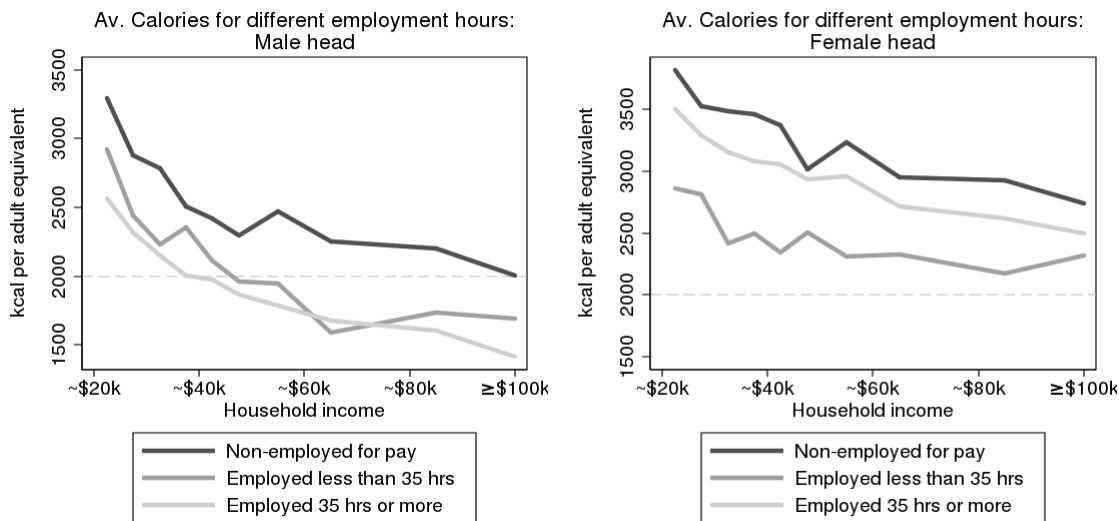 Av. Calories for different employment hours:
Male head
kcal per adult equivalent
3500
3000
2500
2000
1500
~$20k
~$40k
~$60k
~$80k
≥$100k
Household income
Non-employed for pay
Employed less than 35 hrs
Employed 35 hrs or more
Av. Calories for different employment hours:
Female head
kcal per adult equivalent
3500
3000
2500
2000
1500
~$20k
~$40k
~$60k
~$80k
≥$100k
Household income
Non-employed for pay
Employed less than 35 hrs
Employed 35 hrs or more